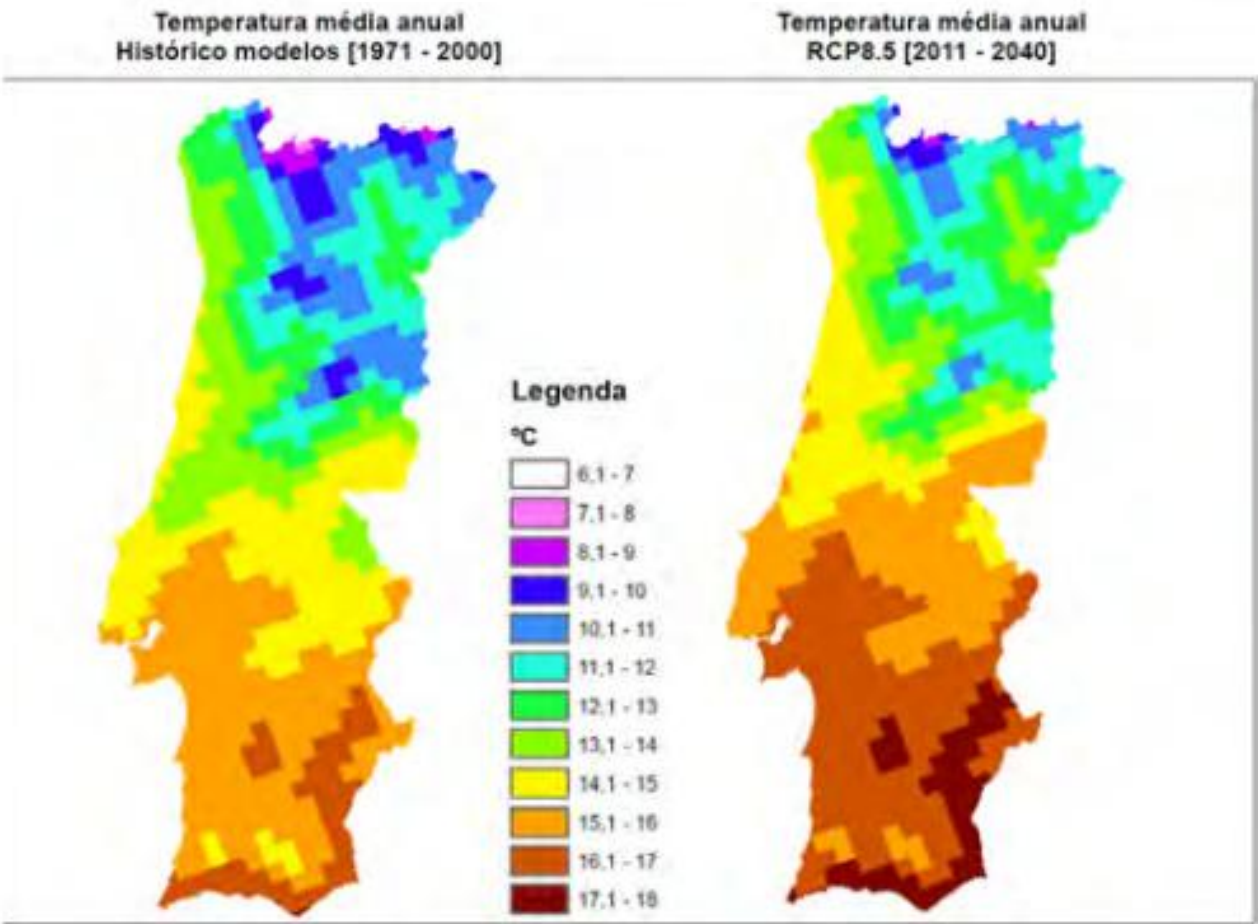 Temperatura média anual
Histórico modelos [1971 - 2000]
Temperatura média anual
RCP8.5 [2011 - 2040]
Legenda
ºC
6,1 - 7
7,1 - 8
8,1 - 9
9,1 - 10
10,1 - 11
11,1 - 12
12,1 - 13
13,1 - 14
14,1 - 15
15,1 - 16
16,1 - 17
17,1 - 18